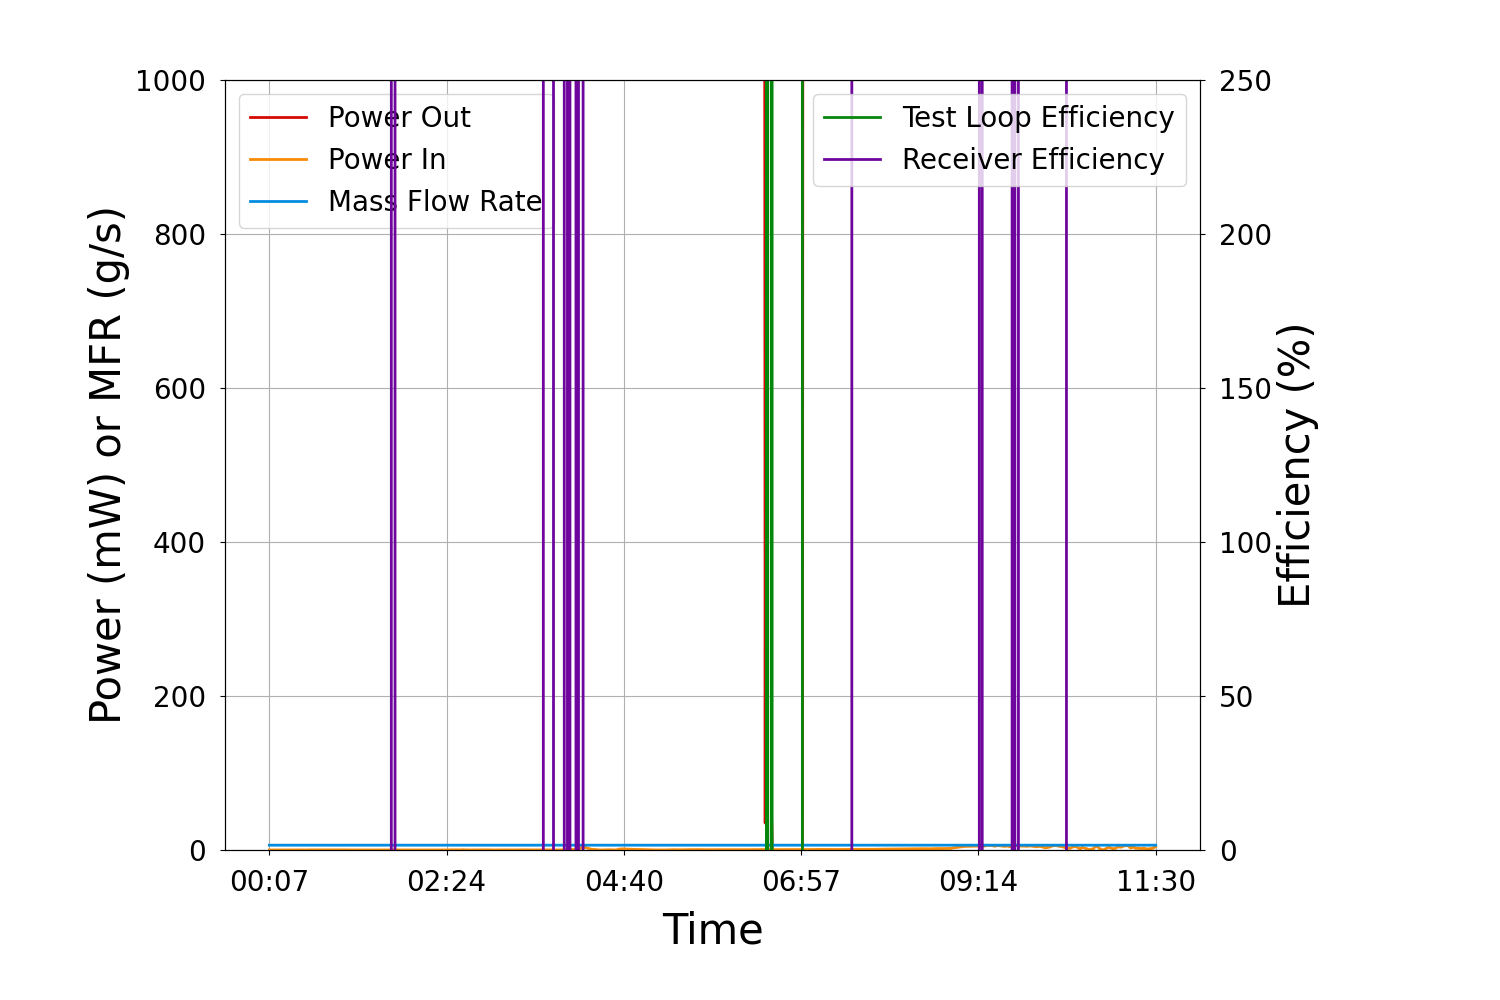 1000
800
600
400
200
0
Power (mW) or MFR (g/s)
Power Out
Power In
Mass Flow Rate
Test Loop Efficiency
Receiver Efficiency
250
200
150
100
50
0
Efficiency (%)
00:07 02:24 04:40 06:57 09:14 11:30
Time